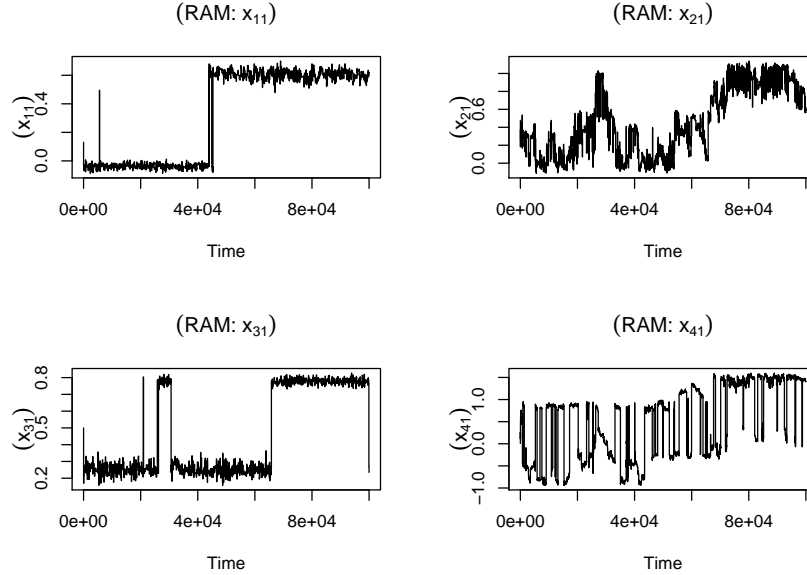 (RAM: x11)
(x11)
0.0
0.4
0e+00 4e+04 8e+04
Time
(RAM: x21)
(x21)
0.0
0.6
0e+00 4e+04 8e+04
Time
(RAM: x31)
(x31)
0.2
0.5
0.8
0e+00 4e+04 8e+04
Time
(RAM: x41)
(x41)
−1.0
0.0
1.0
0e+00 4e+04 8e+04
Time